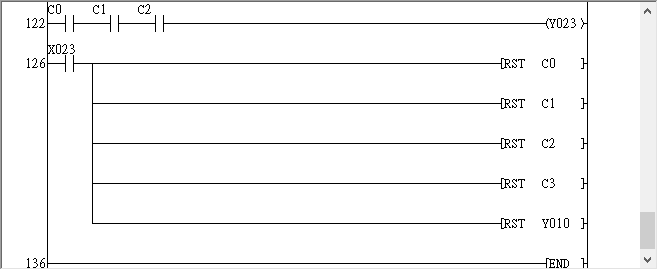 C0 C1 C2
122 (Y023)
X023
126 [RST C0 ]
[RST C1 ]
[RST C2 ]
[RST C3 ]
[RST Y010 ]
136 [END ]